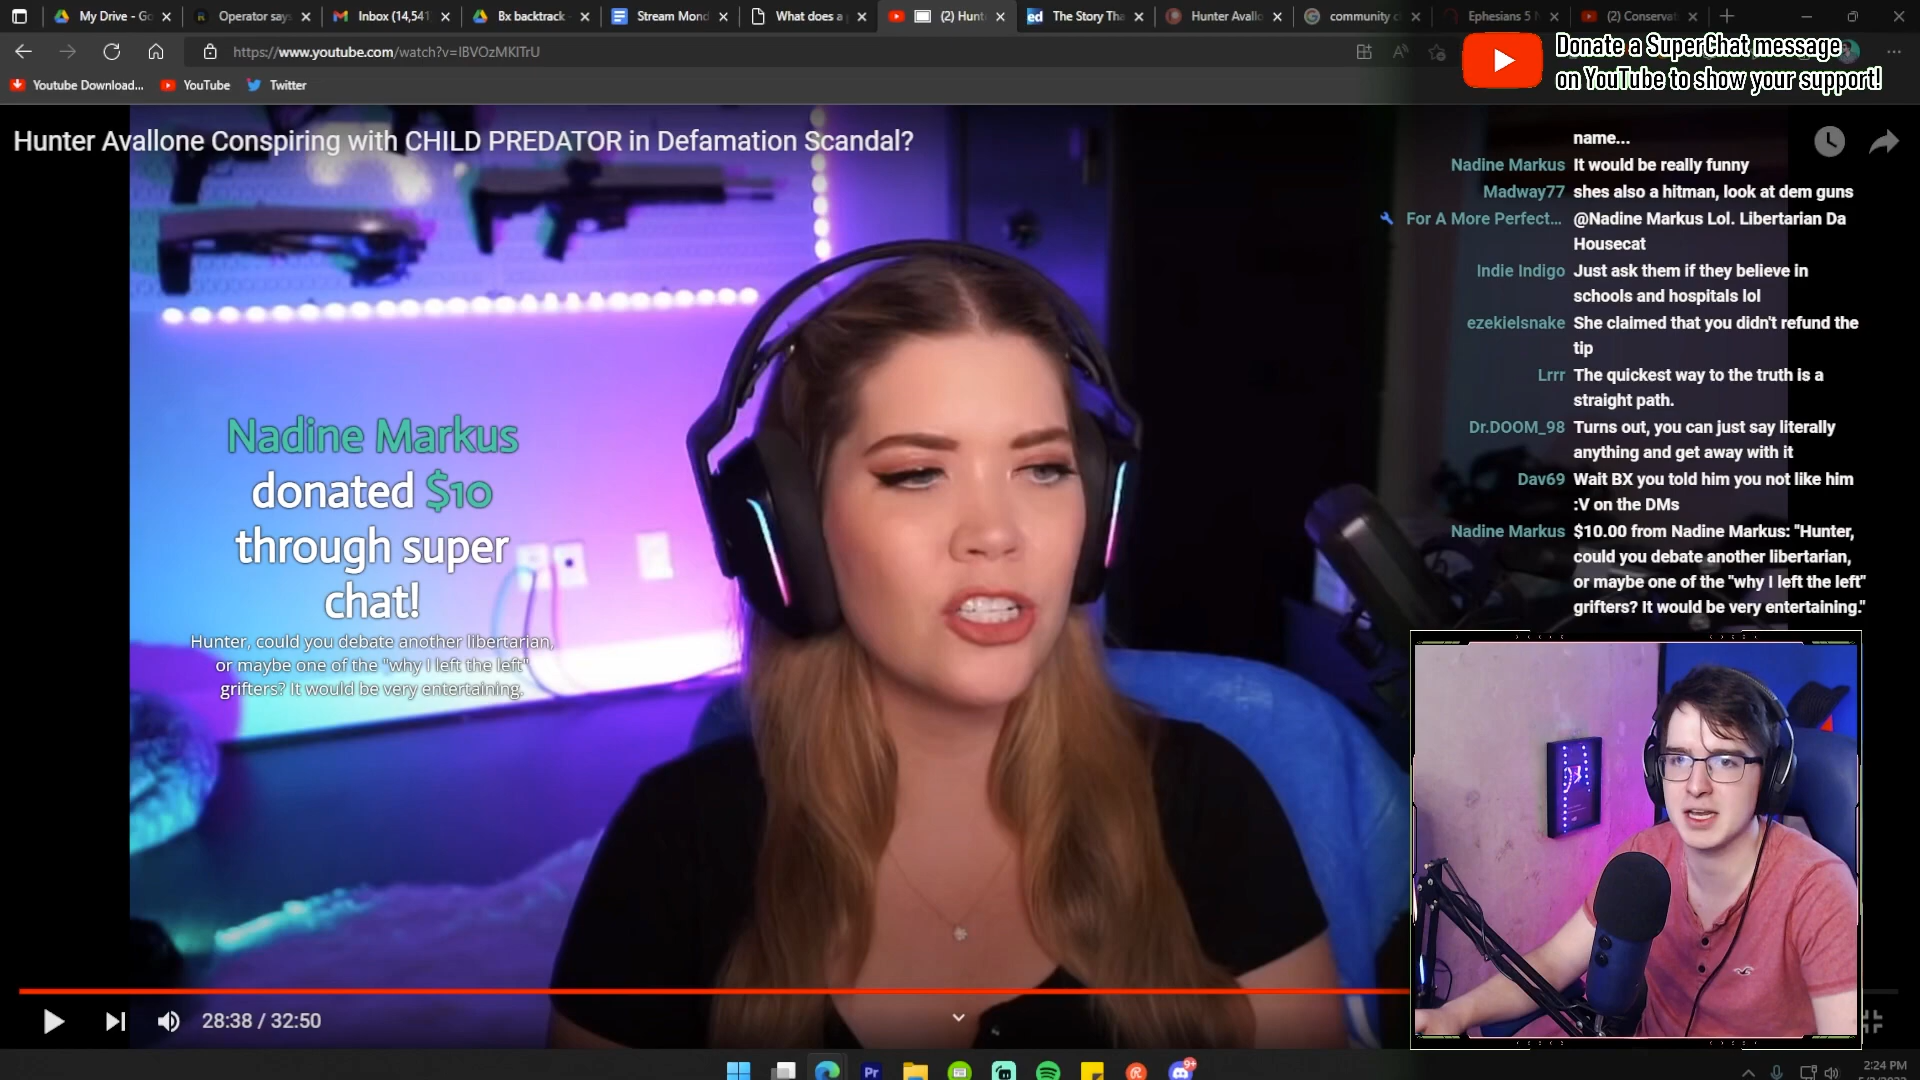 My Drive - Go
Operator says
Inbox (14,541
Bx backtrack
Stream Mond
What does a
(2) Hunt
The Story Tha
Hunter Avallo
community c
Ephesians 5
(2) Conservat
https://www.youtube.com/watch?v=IBVOzMKlTrU
Donate a SuperChat message
on YouTube to show your support!
Youtube Download...
YouTube
Twitter
Hunter Avallone Conspiring with CHILD PREDATOR in Defamation Scandal?
name...
Nadine Markus It would be really funny
Madway77 shes also a hitman, look at dem guns
For A More Perfect... @Nadine Markus Lol. Libertarian Da
Housecat
Indie Indigo Just ask them if they believe in
schools and hospitals lol
ezekielsnake She claimed that you didn't refund the
tip
Lrrr The quickest way to the truth is a
straight path.
Dr.DOOM_98 Turns out, you can just say literally
anything and get away with it
Dav69 Wait BX you told him you not like him
:V on the DMs
Nadine Markus $10.00 from Nadine Markus: "Hunter,
could you debate another libertarian,
or maybe one of the "why I left the left"
grifters? It would be very entertaining."
Nadine Markus
donated $10
through super
chat!
Hunter, could you debate another libertarian,
or maybe one of the "why I left the left"
grifters? It would be very entertaining.
28:38 / 32:50
Pr
9+
2:24 PM